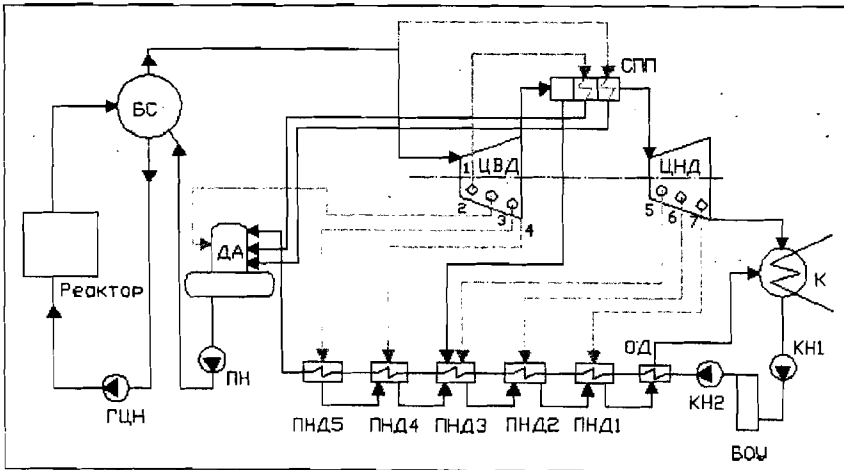 СПП
БС
1
ЦВД
ЦНД
2
3
4
5
6
7
ДА
К
Реактор
ОД
КН1
ПН
ГЦН
КН2
ПНД5
ПНД4
ПНД3
ПНД2
ПНД1
ВОУ